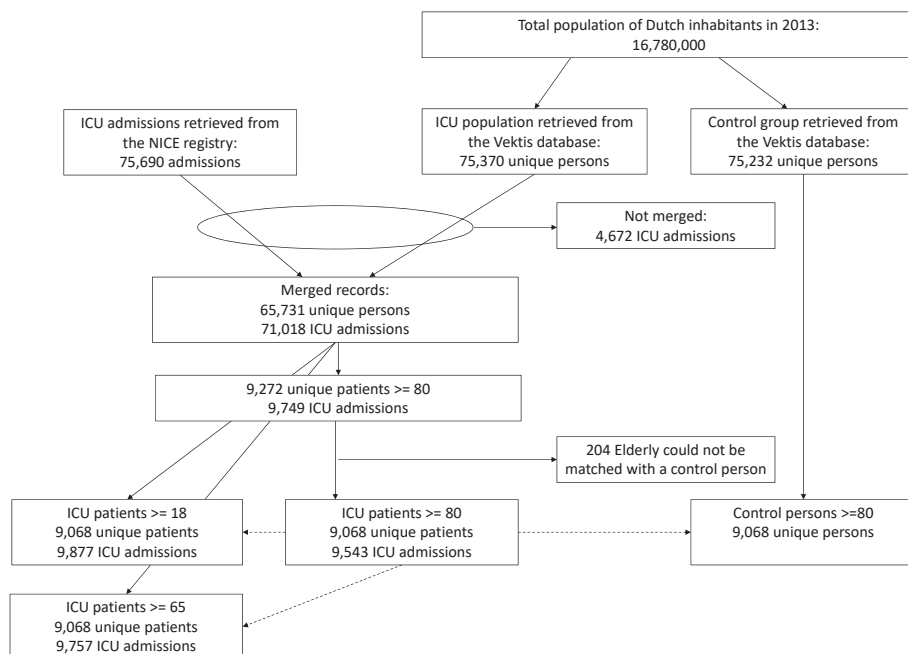 Total population of Dutch inhabitants in 2013:
16,780,000
ICU admissions retrieved from
the NICE registry:
75,690 admissions
ICU population retrieved from
the Vektis database:
75,370 unique persons
Control group retrieved from
the Vektis database:
75,232 unique persons
Not merged:
4,672 ICU admissions
Merged records:
65,731 unique persons
71,018 ICU admissions
9,272 unique patients >= 80
9,749 ICU admissions
204 Elderly could not be
matched with a control person
ICU patients >= 18
9,068 unique patients
9,877 ICU admissions
ICU patients >= 80
9,068 unique patients
9,543 ICU admissions
Control persons >=80
9,068 unique persons
ICU patients >= 65
9,068 unique patients
9,757 ICU admissions